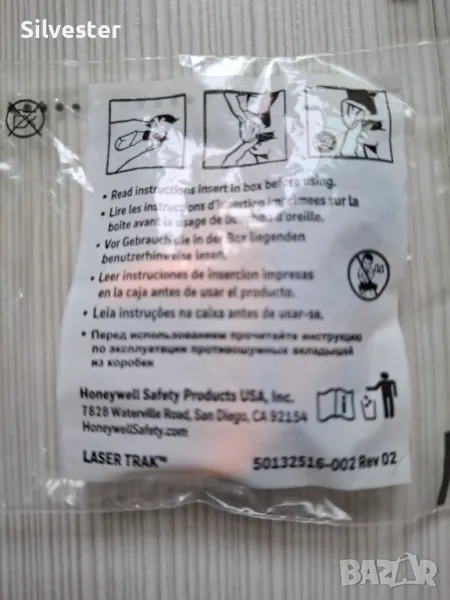 Silvester
• Read instructions insert in box before using.
• Lire les instructions d'insertion imprimees sur la
boite avant la usage de d'oreille.
• Vor Gebrauch die in der Box liegenden
benutzerhinweise lesen.
• Leer instruciones de insercion impresas
en la caja antes de usar el producto.
• Leia instruções na caixa antes de usar-sa.
• Перед использованием прочитайте инструкцию
по эксплуатации противошумных вкладышей
из коробки
Honeywell Safety Products USA, Inc.
7828 Waterville Road, San Diego, CA 92154
HoneywellSafety.com
LASER TRAK™
50132516-002 Rev 02
BAZAR